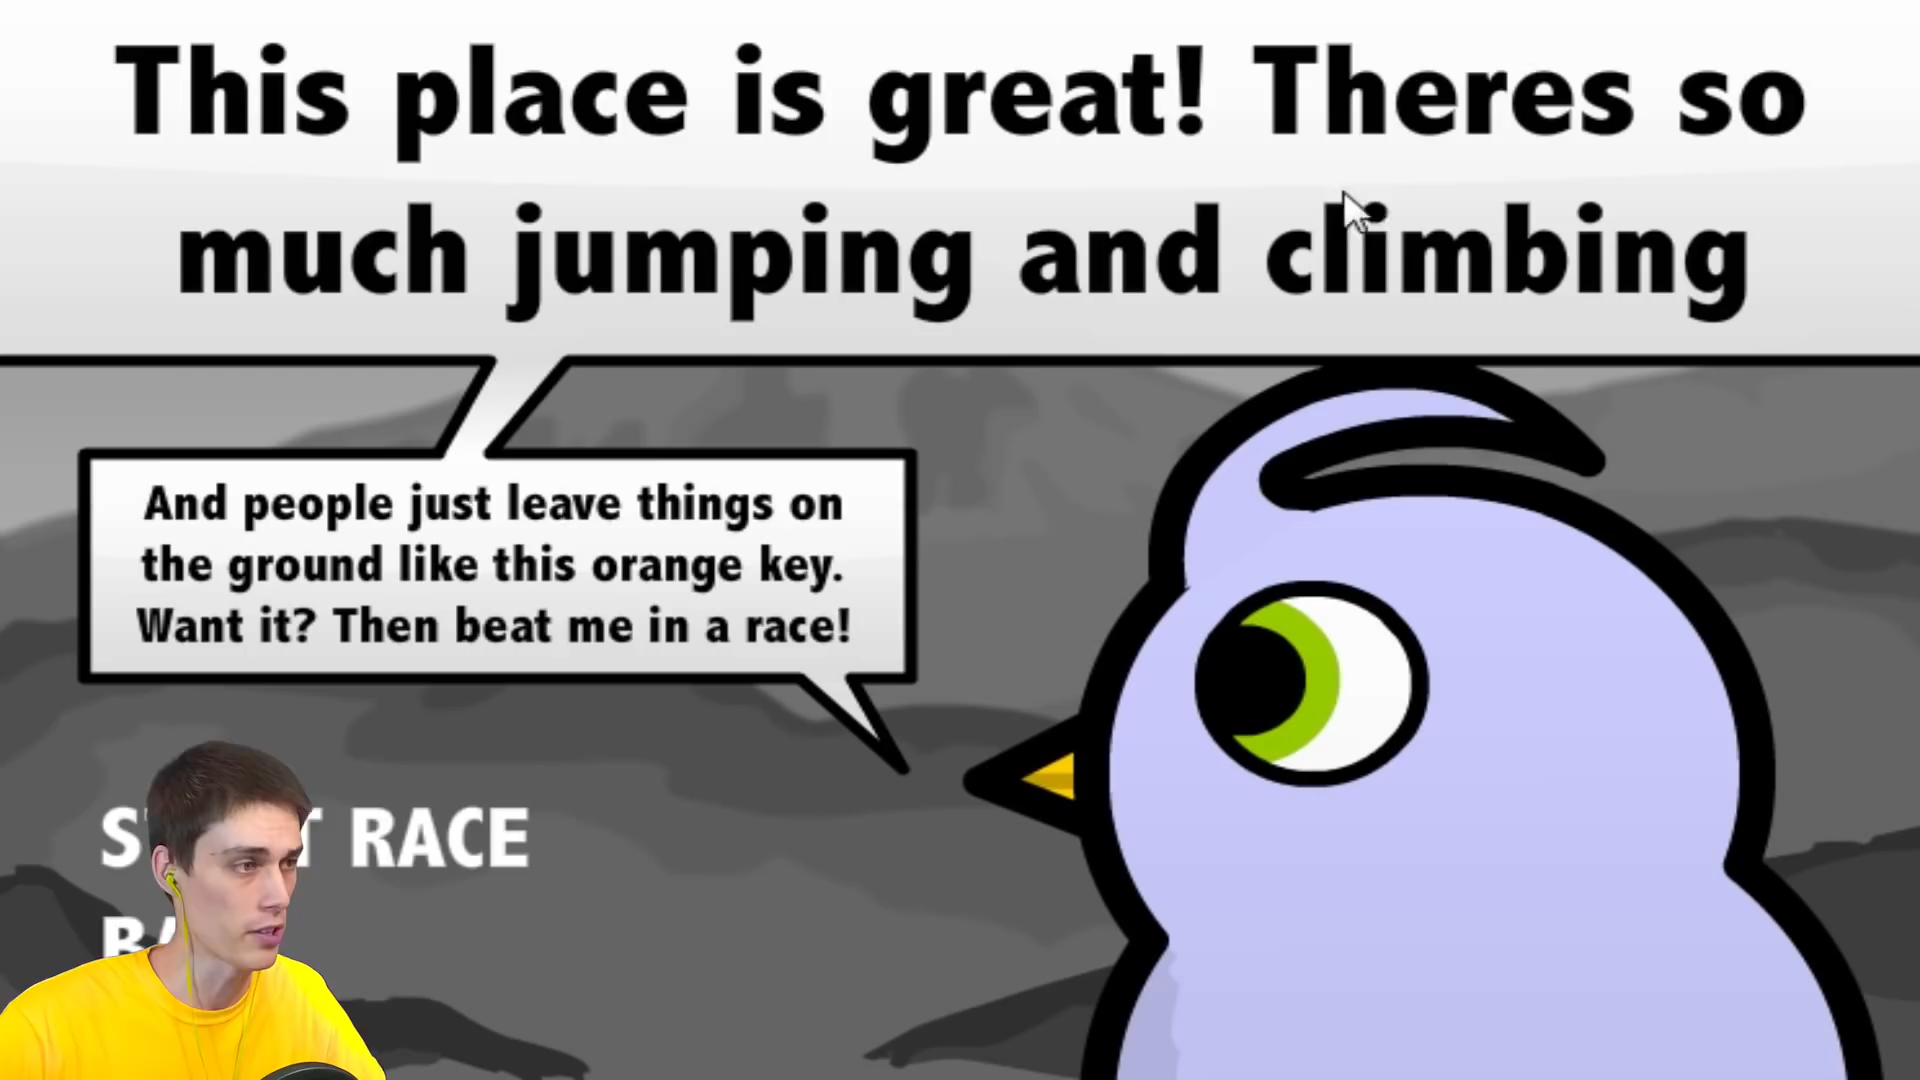 This place is great! Theres so
much jumping and climbing
And people just leave things on
the ground like this orange key.
Want it? Then beat me in a race!
RACE